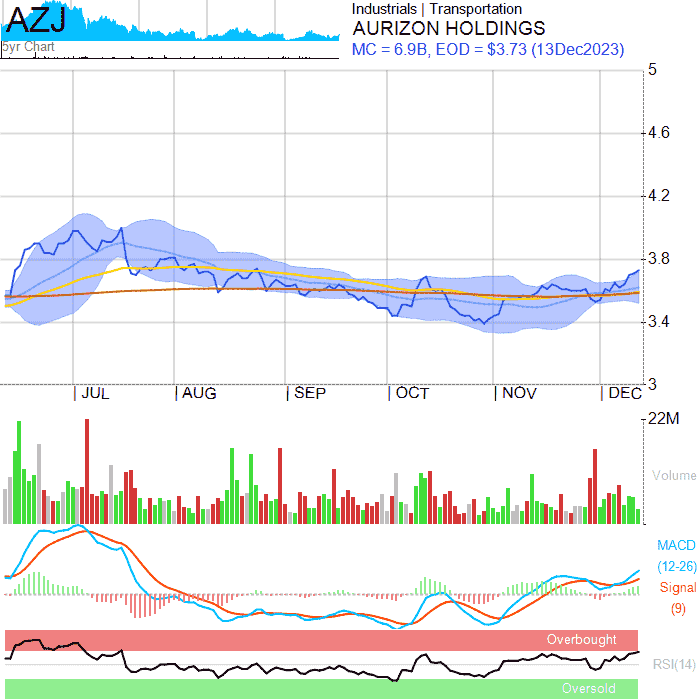 AZJ
5yr Chart
Industrials | Transportation
AURIZON HOLDINGS
MC = 6.9B, EOD = $3.73 (13Dec2023)
5
4.6
4.2
3.8
3.4
3
| JUL | AUG | SEP | OCT | NOV | DEC
22M
Volume
MACD
(12-26)
Signal
(9)
Overbought
RSI(14)
Oversold